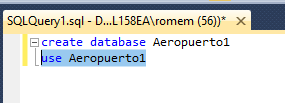 SQLQuery1.sql - D...L158EA\romem (56))*
create database Aeropuerto1
use Aeropuerto1